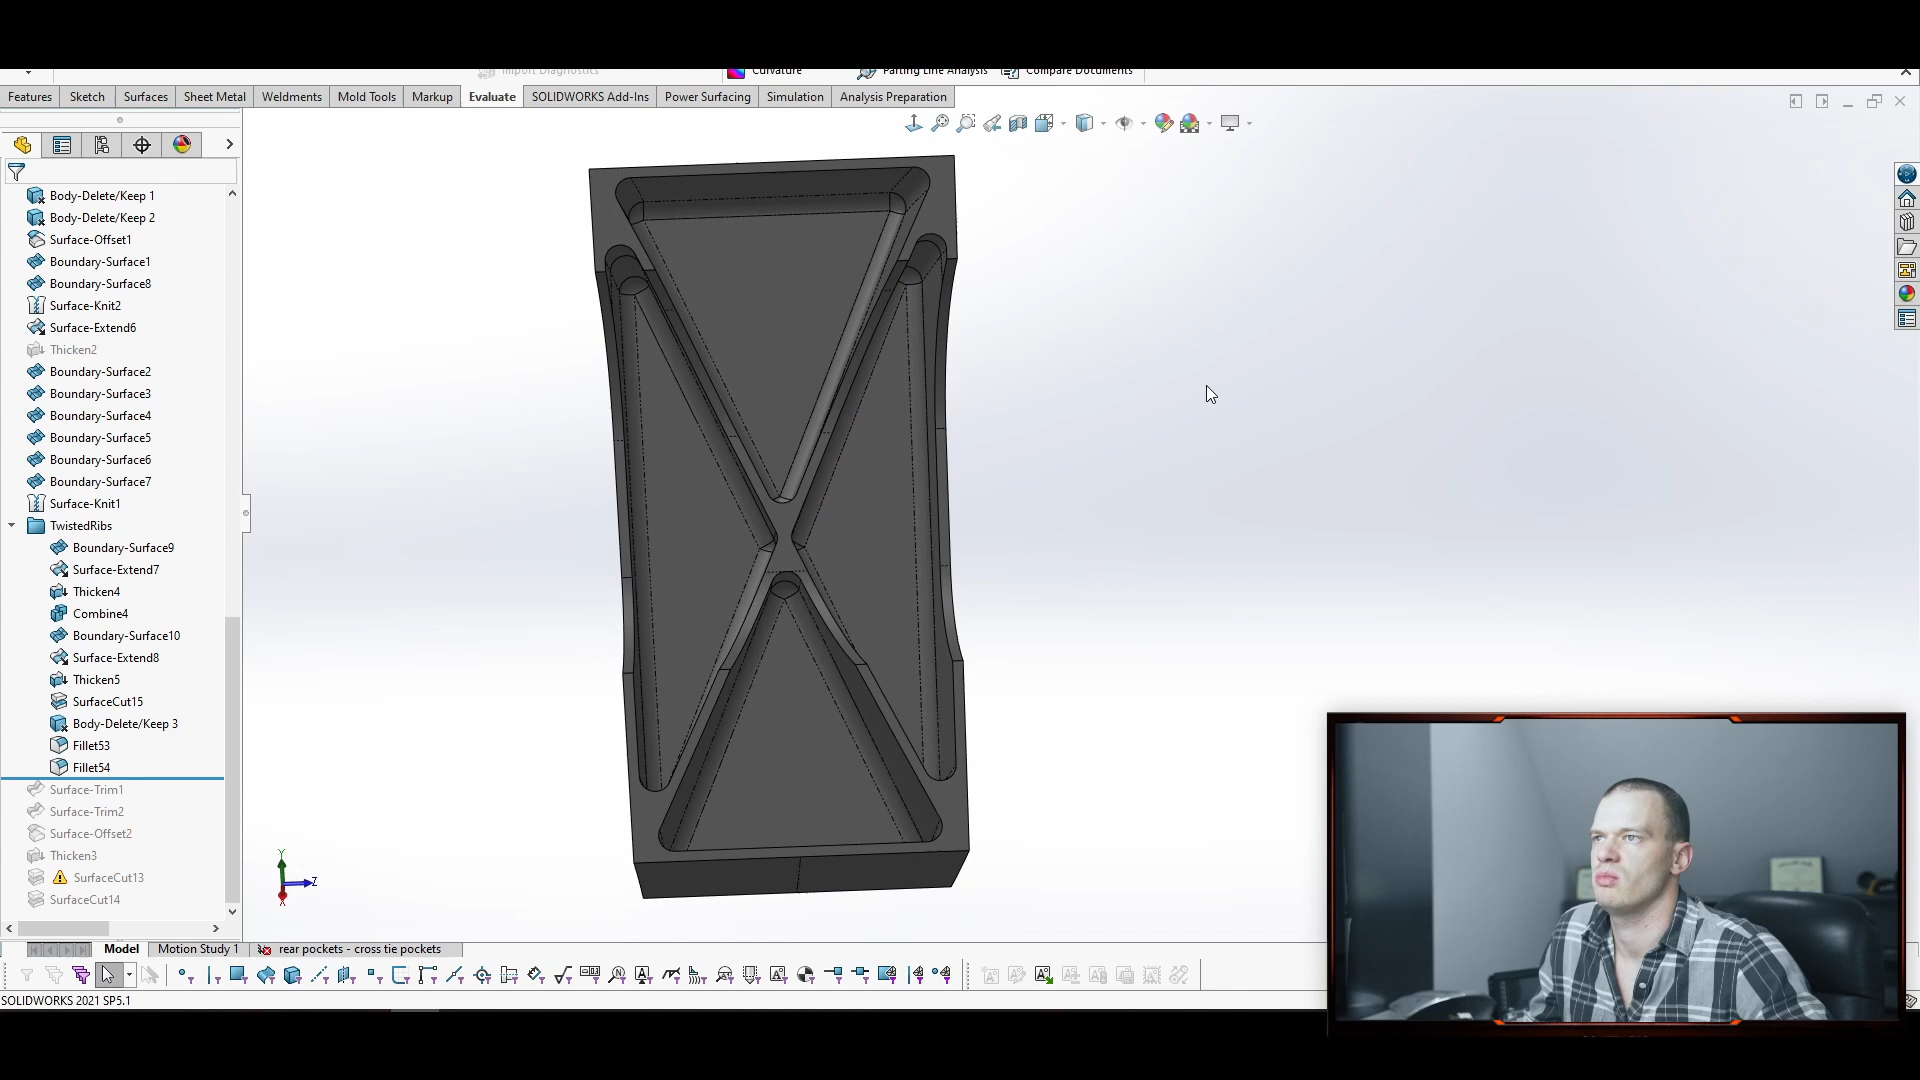 Import Diagnostics
Curvature
Parting Line Analysis
Compare Documents
Features
Sketch
Surfaces
Sheet Metal
Weldments
Mold Tools
Markup
Evaluate
SOLIDWORKS Add-Ins
Power Surfacing
Simulation
Analysis Preparation
Body-Delete/Keep 1
Body-Delete/Keep 2
Surface-Offset1
Boundary-Surface1
Boundary-Surface8
Surface-Knit2
Surface-Extend6
Thicken2
Boundary-Surface2
Boundary-Surface3
Boundary-Surface4
Boundary-Surface5
Boundary-Surface6
Boundary-Surface7
Surface-Knit1
TwistedRibs
Boundary-Surface9
Surface-Extend7
Thicken4
Combine4
Boundary-Surface10
Surface-Extend8
Thicken5
SurfaceCut15
Body-Delete/Keep 3
Fillet53
Fillet54
Surface-Trim1
Surface-Trim2
Surface-Offset2
Thicken3
SurfaceCut13
SurfaceCut14
Y
Z
X
Model
Motion Study 1
rear pockets - cross tie pockets
SOLIDWORKS 2021 SP5.1